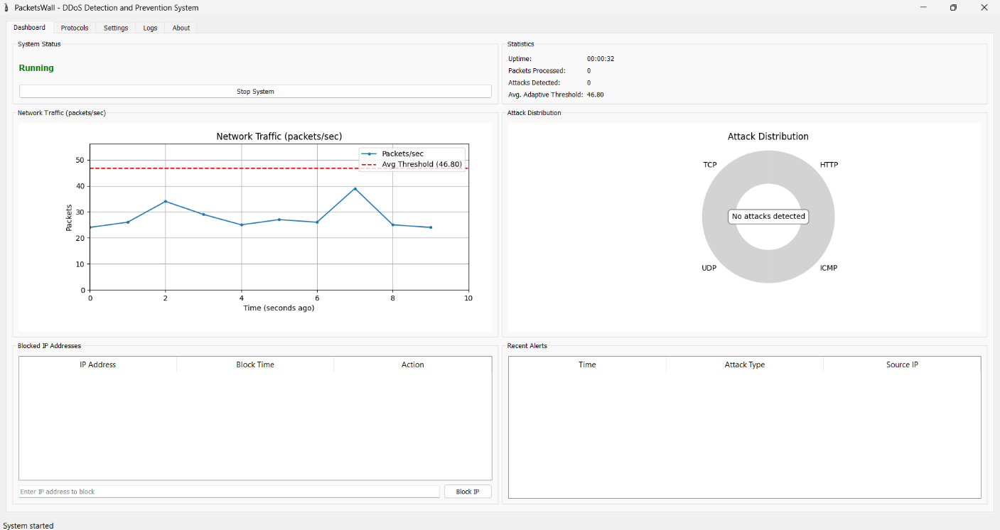 PacketsWall - DDoS Detection and Prevention System
Dashboard Protocols Settings Logs About
System Status
Running
Stop System
Statistics
Uptime: 00:00:32
Packets Processed: 0
Attacks Detected: 0
Avg. Adaptive Threshold: 46.80
Network Traffic (packets/sec)
Network Traffic (packets/sec)
Packets/sec
Avg Threshold (46.80)
50
40
30
20
10
0
Packets
0 2 4 6 8 10
Time (seconds ago)
Attack Distribution
Attack Distribution
TCP HTTP
No attacks detected
UDP ICMP
Blocked IP Addresses
IP Address Block Time Action
Enter IP address to block
Block IP
Recent Alerts
Time Attack Type Source IP
System started